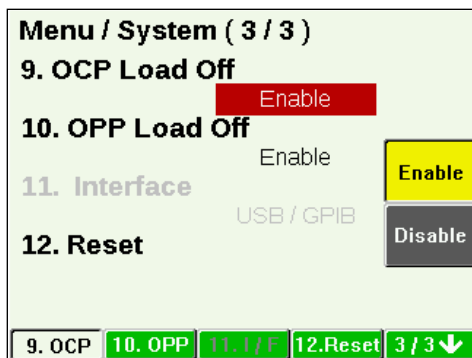 Menu / System ( 3 / 3 )
9. OCP Load Off
Enable
10. OPP Load Off
Enable
Enable
11. Interface
USB / GPIB
Disable
12. Reset
9. OCP 10. OPP 11. I / F 12.Reset 3 / 3